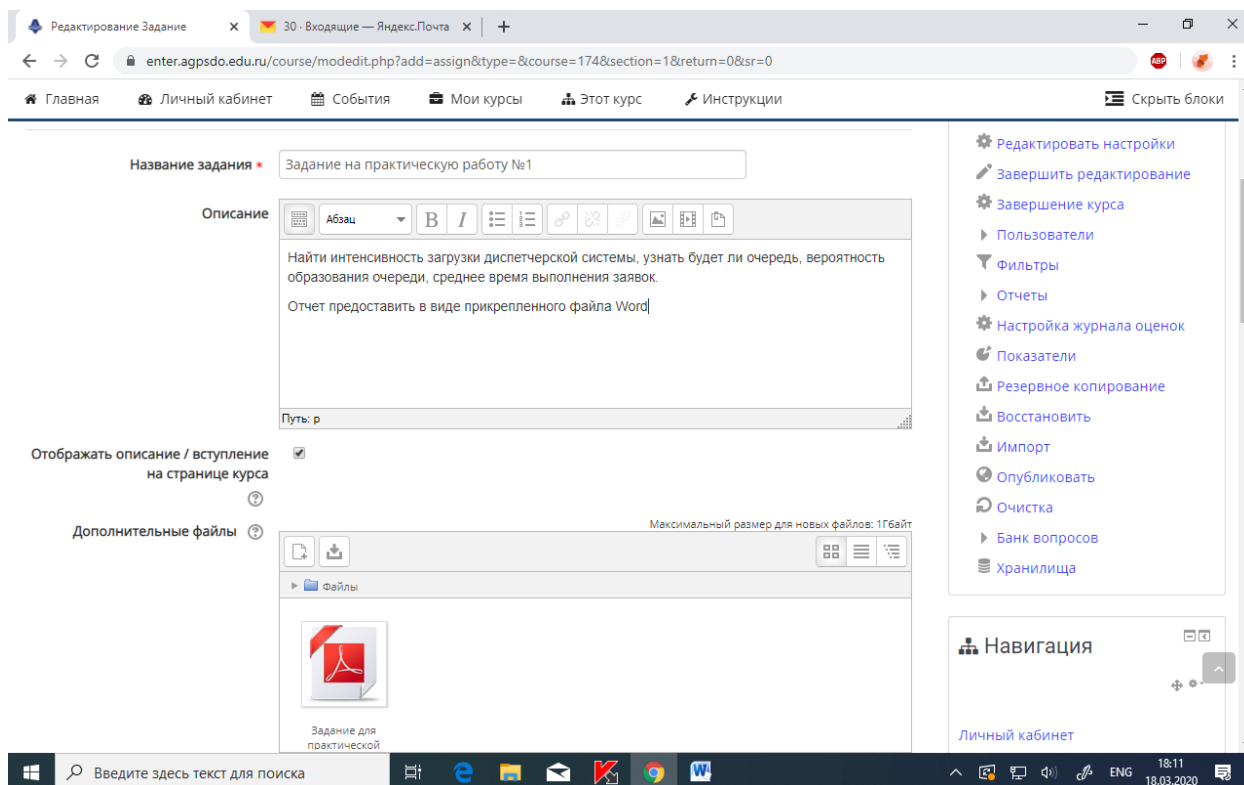 Редактирование Задание
30 · Входящие — Яндекс.Почта
enter.agpsdo.edu.ru/course/modedit.php?add=assign&type=&course=174&section=1&return=0&sr=0
ABP
Главная Личный кабинет События Мои курсы Этот курс Инструкции Скрыть блоки
Название задания
Задание на практическую работу №1
Описание
Абзац B I
Найти интенсивность загрузки диспетчерской системы, узнать будет ли очередь, вероятность
образования очереди, среднее время выполнения заявок.
Отчет предоставить в виде прикрепленного файла Word
Путь: p
Отображать описание / вступление
на странице курса
Дополнительные файлы
Максимальный размер для новых файлов: 1Гбайт
Файлы
Задание для
практической
Редактировать настройки
Завершить редактирование
Завершение курса
Пользователи
Фильтры
Отчеты
Настройка журнала оценок
Показатели
Резервное копирование
Восстановить
Импорт
Опубликовать
Очистка
Банк вопросов
Хранилища
Навигация
Личный кабинет
Введите здесь текст для поиска
ENG
18:11
18.03.2020